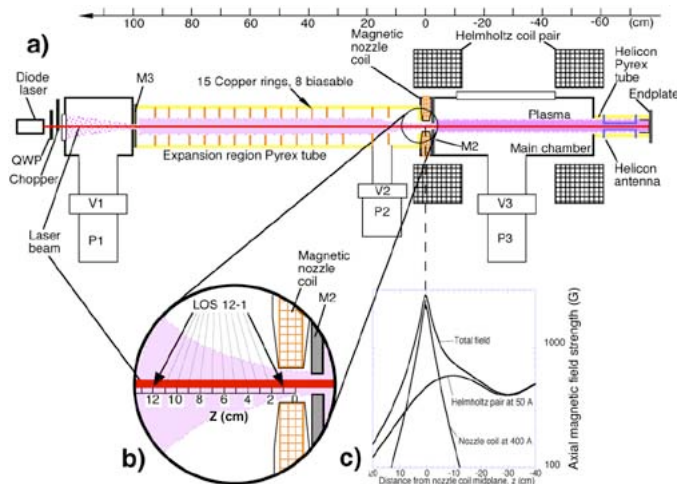 100 80 60 40 20 0 -20 -40 -60 (cm)
a)
Magnetic
nozzle
coil
Helmholtz coil pair
Helicon
Pyrex
tube
Endplate
Diode
laser
M3
15 Copper rings, 8 biasable
Plasma
QWP
Chopper
Expansion region Pyrex tube
M2
Main chamber
Helicon
antenna
V1
V2
V3
P1
P2
P3
Laser
beam
Magnetic
nozzle
coil
M2
LOS 12-1
12 10 8 6 4 2 0
Z (cm)
b)
c)
Total field
Helmholtz pair at 50 A
Nozzle coil at 400 A
1000
100
Axial magnetic field strength (G)
20 10 0 -10 -20 -30 -40
Distance from nozzle coil midplane, z (cm)